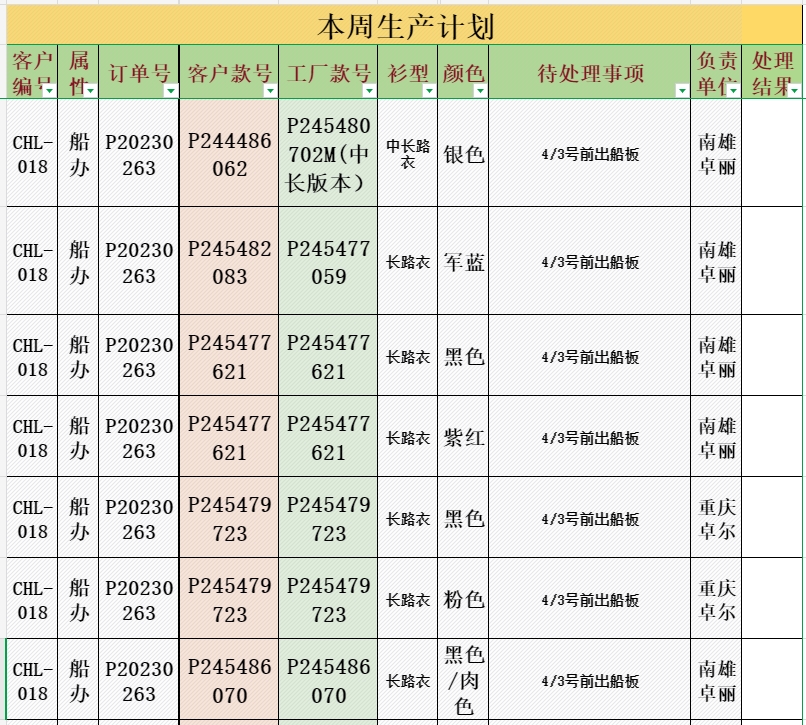 本周生产计划
客户编号 属性 订单号 客户款号 工厂款号 衫型 颜色 待处理事项 负责单位 处理结果
CHL-018 船办 P20230263 P244486062 P245480702M(中长版本） 中长路衣 银色 4/3号前出船板 南雄卓丽
CHL-018 船办 P20230263 P245482083 P245477059 长路衣 军蓝 4/3号前出船板 南雄卓丽
CHL-018 船办 P20230263 P245477621 P245477621 长路衣 黑色 4/3号前出船板 南雄卓丽
CHL-018 船办 P20230263 P245477621 P245477621 长路衣 紫红 4/3号前出船板 南雄卓丽
CHL-018 船办 P20230263 P245479723 P245479723 长路衣 黑色 4/3号前出船板 重庆卓尔
CHL-018 船办 P20230263 P245479723 P245479723 长路衣 粉色 4/3号前出船板 重庆卓尔
CHL-018 船办 P20230263 P245486070 P245486070 长路衣 黑色/肉色 4/3号前出船板 南雄卓丽